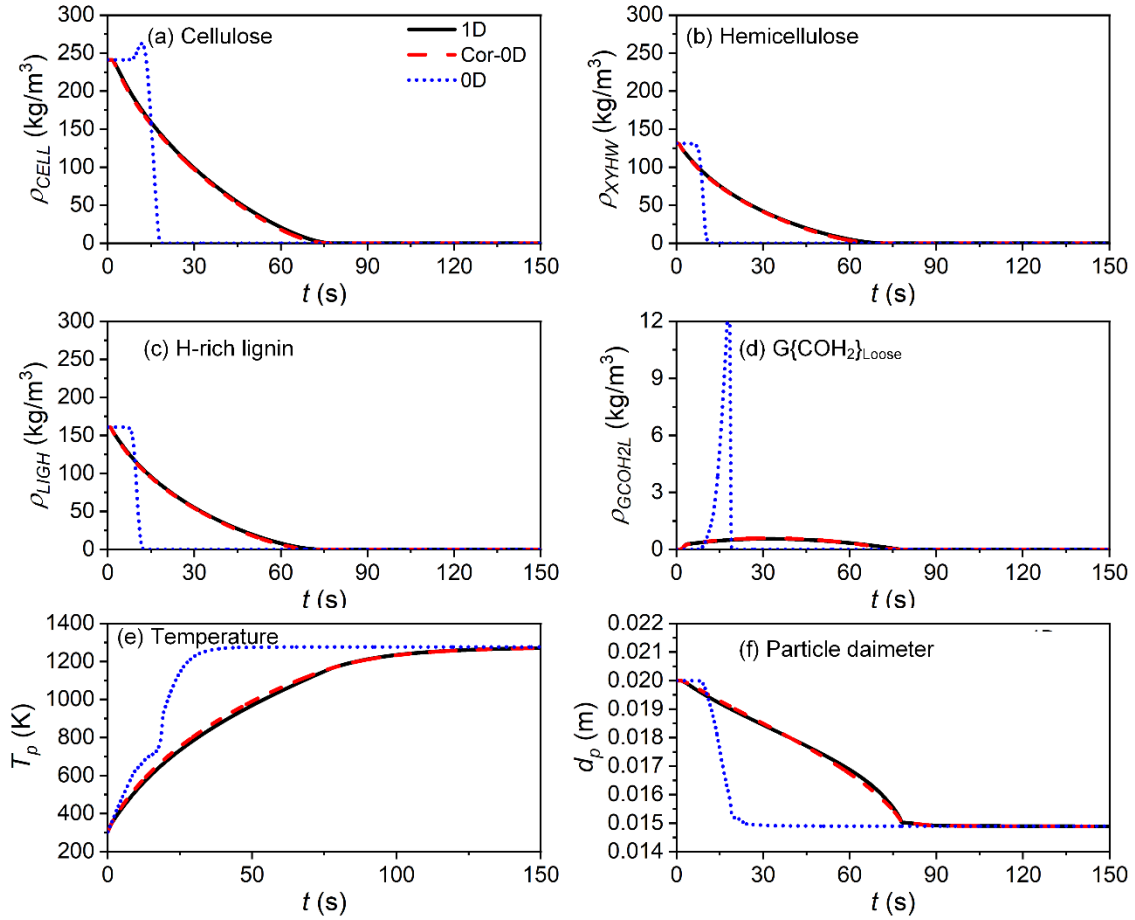 (a) Cellulose
1D
Cor-0D
0D
ρCELL (kg/m³)
300
250
200
150
100
50
0
0 30 60 90 120 150
t (s)
(b) Hemicellulose
ρXYHW (kg/m³)
300
250
200
150
100
50
0
0 30 60 90 120 150
t (s)
(c) H-rich lignin
ρLIGH (kg/m³)
300
250
200
150
100
50
0
0 30 60 90 120 150
t (s)
(d) G{COH₂}Loose
ρGCOH2L (kg/m³)
12
9
6
3
0
0 30 60 90 120 150
t (s)
(e) Temperature
Tp (K)
1400
1200
1000
800
600
400
200
0 25 50 75 100 125 150
t (s)
(f) Particle daimeter
dp (m)
0.022
0.021
0.020
0.019
0.018
0.017
0.016
0.015
0.014
0 30 60 90 120 150
t (s)